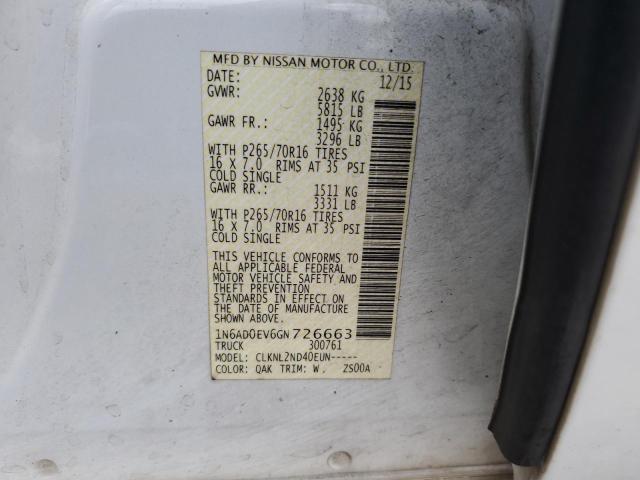 MFD BY NISSAN MOTOR CO., LTD.
DATE: 12/15
GVWR: 2638 KG
5815 LB
GAWR FR.: 1495 KG
3296 LB
WITH P265/70R16 TIRES
16 X 7.0 RIMS AT 35 PSI
COLD SINGLE
GAWR RR.: 1511 KG
3331 LB
WITH P265/70R16 TIRES
16 X 7.0 RIMS AT 35 PSI
COLD SINGLE
THIS VEHICLE CONFORMS TO
ALL APPLICABLE FEDERAL
MOTOR VEHICLE SAFETY AND
THEFT PREVENTION
STANDARDS IN EFFECT ON
THE DATE OF MANUFACTURE
SHOWN ABOVE.
1N6AD0EV6GN726663
TRUCK 300761
MODEL: CLKNL2ND40EUN-----
COLOR: QAK TRIM: W . ZS00A